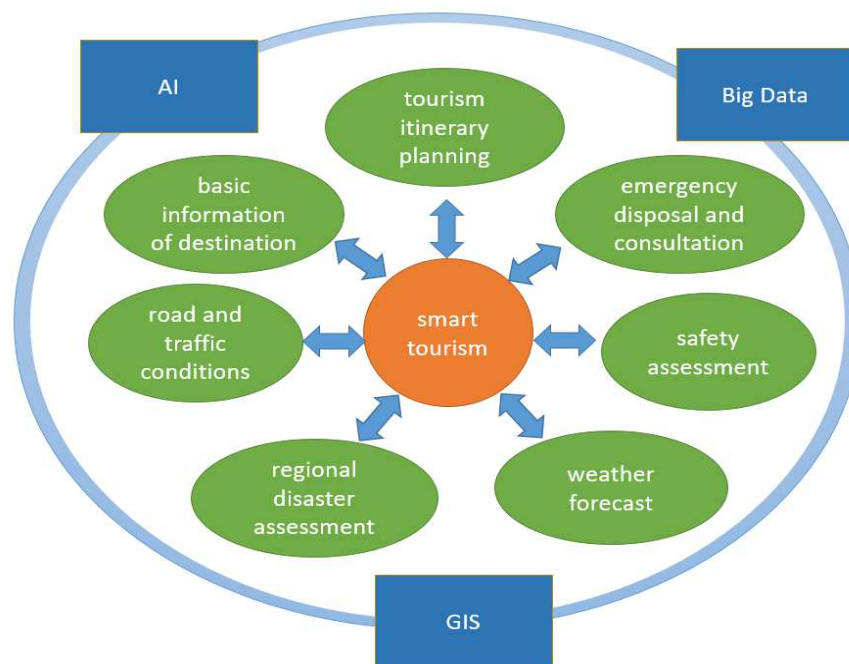 AI
Big Data
tourism
itinerary
planning
basic
information
of destination
emergency
disposal and
consultation
road and
traffic
conditions
smart
tourism
safety
assessment
regional
disaster
assessment
weather
forecast
GIS